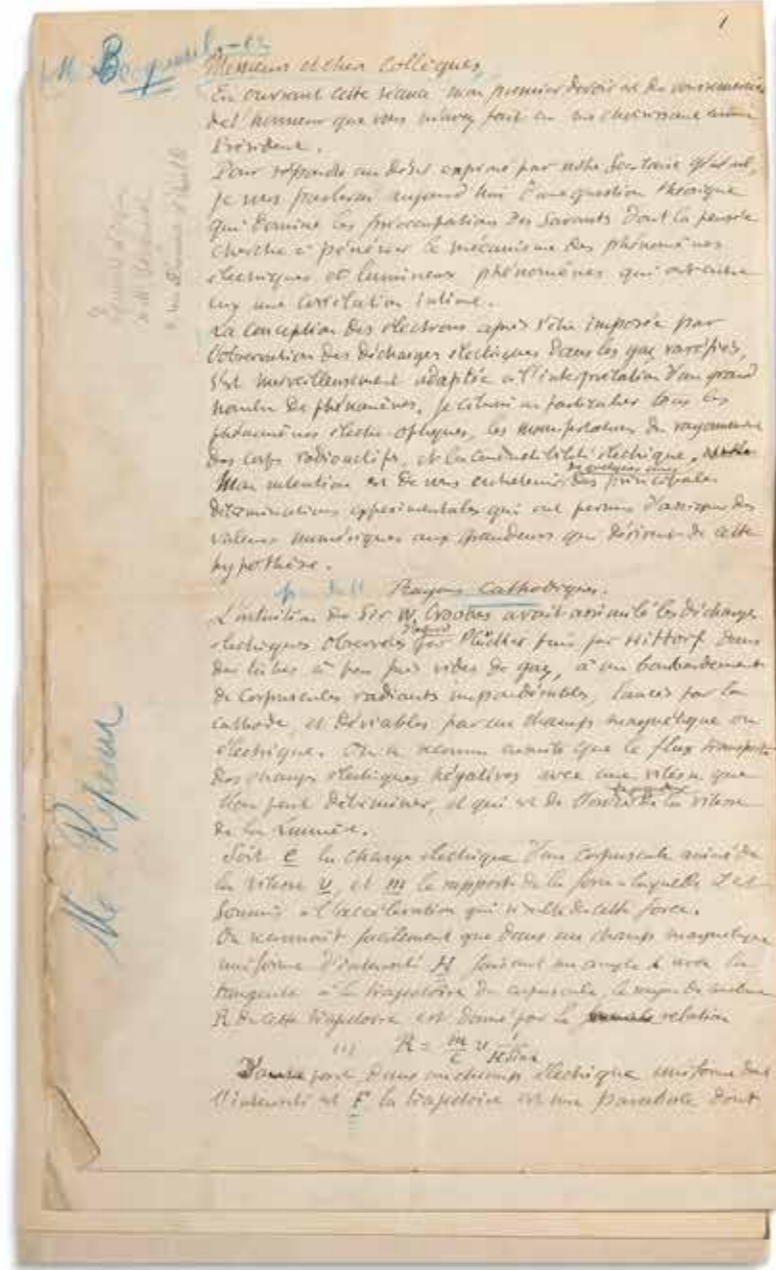 1
M. Becquerel
Messieurs et chers Collègues,
En ouvrant cette séance mon premier devoir est de vous remercier
de l'honneur que vous m'avez fait en me choisissant comme
Président.
Pour répondre au désir exprimé par notre Secrétaire général,
je vous parlerai aujourd'hui d'une question théorique
qui domine les préoccupations des Savants dont la pensée
cherche à pénétrer le mécanisme des phénomènes
électriques et lumineux phénomènes qui ont entre
eux une corrélation intime.
La Conception des électrons après s'être imposée par
l'observation des décharges électriques dans les gaz raréfiés,
s'est merveilleusement adaptée à l'interprétation d'un grand
nombre de phénomènes. Je citerai en particulier tous les
phénomènes électro-optiques, les manifestations du rayonnement
des corps radioactifs, et la conductibilité électrique.
Mon intention est de vous entretenir de quelques unes des principales
déterminations expérimentales qui ont permis d'assigner des
valeurs numériques aux grandeurs qui dérivent de cette
hypothèse.
Rayons Cathodiques.
L'intuition de Sir W. Crookes avait assimilé les décharges
électriques observées d'abord par Plücker puis par Hittorf dans
des tubes à peu près vides de gaz, à un bombardement
de corpuscules radiants impondérables, lancés par la
cathode, et déviables par un champ magnétique ou
électrique. On a reconnu ensuite que le flux transporte
des charges électriques négatives avec une vitesse que
l'on peut déterminer, et qui est de l'ordre de la vitesse
de la Lumière.
Soit e la charge électrique d'un corpuscule animé de
la vitesse v, et m le rapport de la force à laquelle il est
soumis à l'accélération qui résulte de cette force.
On reconnaît facilement que dans un champ magnétique
uniforme d'intensité H faisant un angle α avec la
tangente à la trajectoire du corpuscule, le rayon de courbure
R de cette trajectoire est donné par la relation
(1) R = m/e v 1/H sin α
D'autre part dans un champ électrique uniforme dont
l'intensité est F la trajectoire est une parabole dont